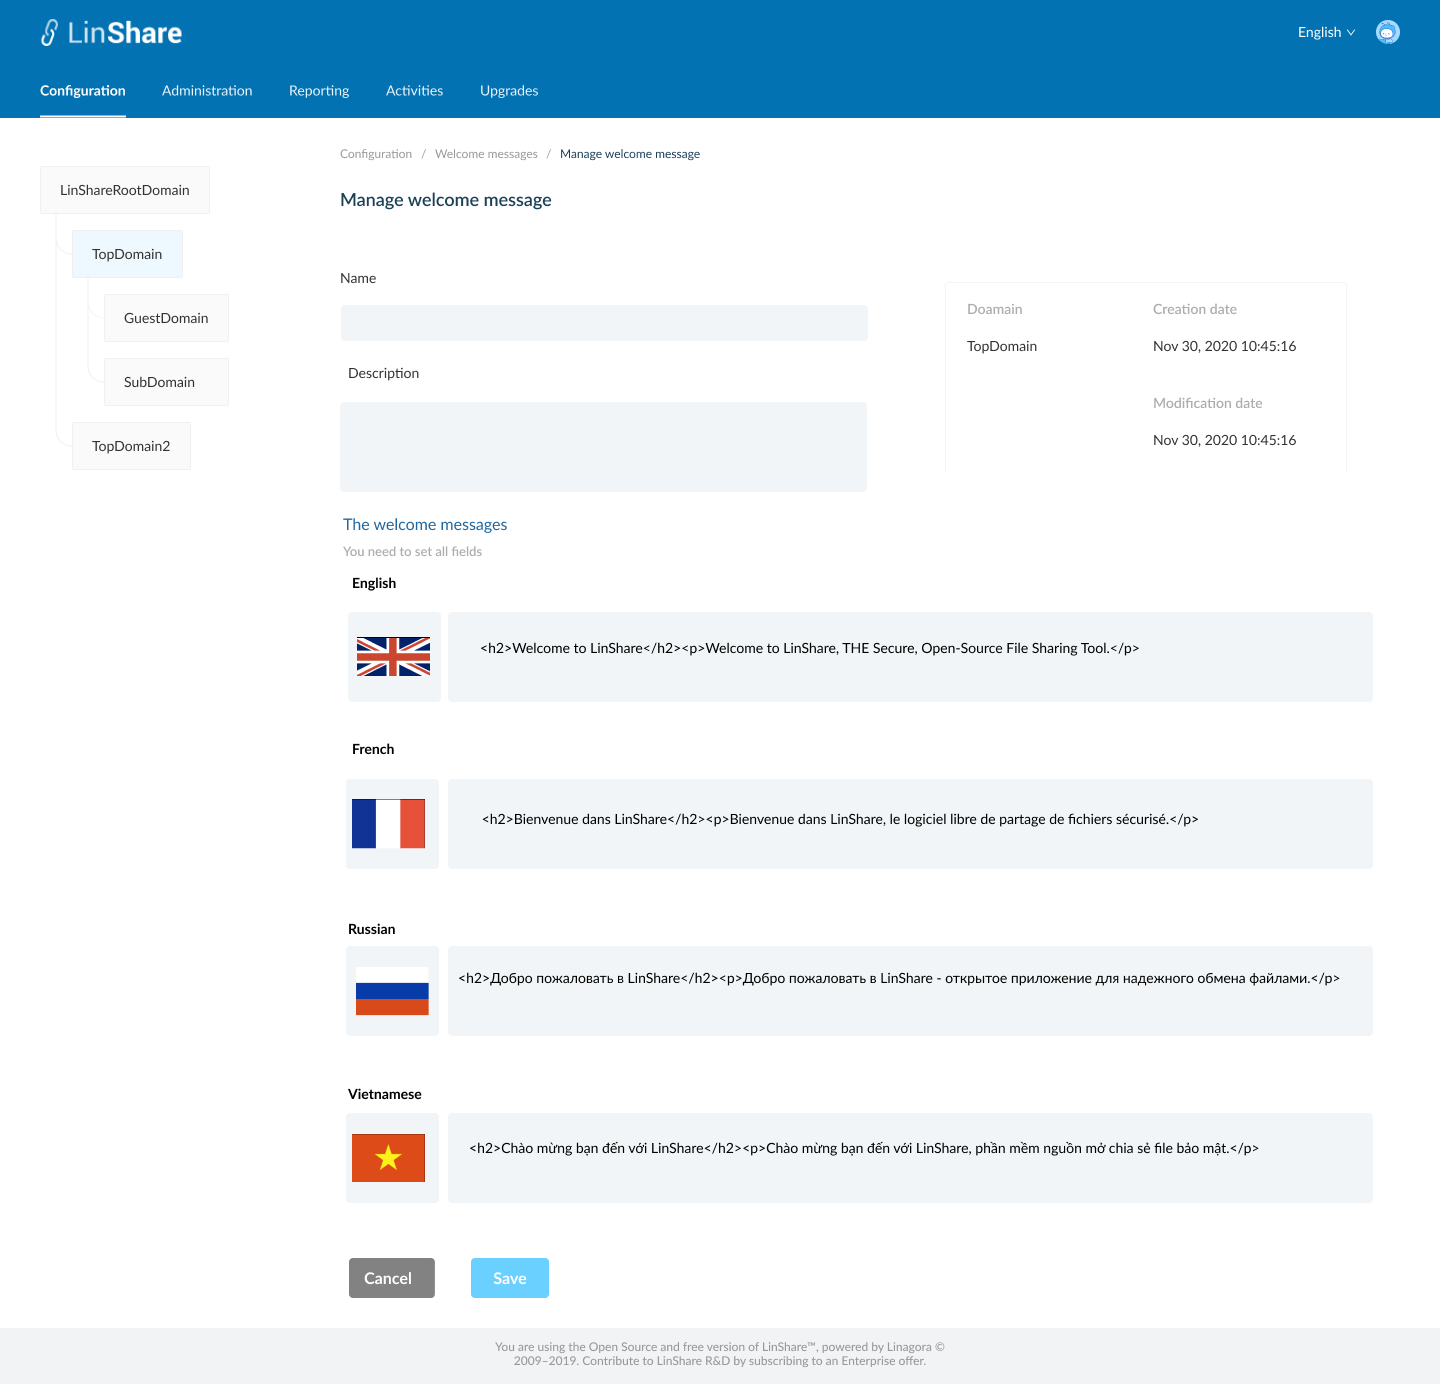 LinShare
English
Configuration
Administration
Reporting
Activities
Upgrades
Configuration / Welcome messages / Manage welcome message
LinShareRootDomain
TopDomain
GuestDomain
SubDomain
TopDomain2
Manage welcome message
Name
Description
Doamain
TopDomain
Creation date
Nov 30, 2020 10:45:16
Modification date
Nov 30, 2020 10:45:16
The welcome messages
You need to set all fields
English
<h2>Welcome to LinShare</h2><p>Welcome to LinShare, THE Secure, Open-Source File Sharing Tool.</p>
French
<h2>Bienvenue dans LinShare</h2><p>Bienvenue dans LinShare, le logiciel libre de partage de fichiers sécurisé.</p>
Russian
<h2>Добро пожаловать в LinShare</h2><p>Добро пожаловать в LinShare - открытое приложение для надежного обмена файлами.</p>
Vietnamese
<h2>Chào mừng bạn đến với LinShare</h2><p>Chào mừng bạn đến với LinShare, phần mềm nguồn mở chia sẻ file bảo mật.</p>
Cancel
Save
You are using the Open Source and free version of LinShare™, powered by Linagora ©
2009–2019. Contribute to LinShare R&D by subscribing to an Enterprise offer.